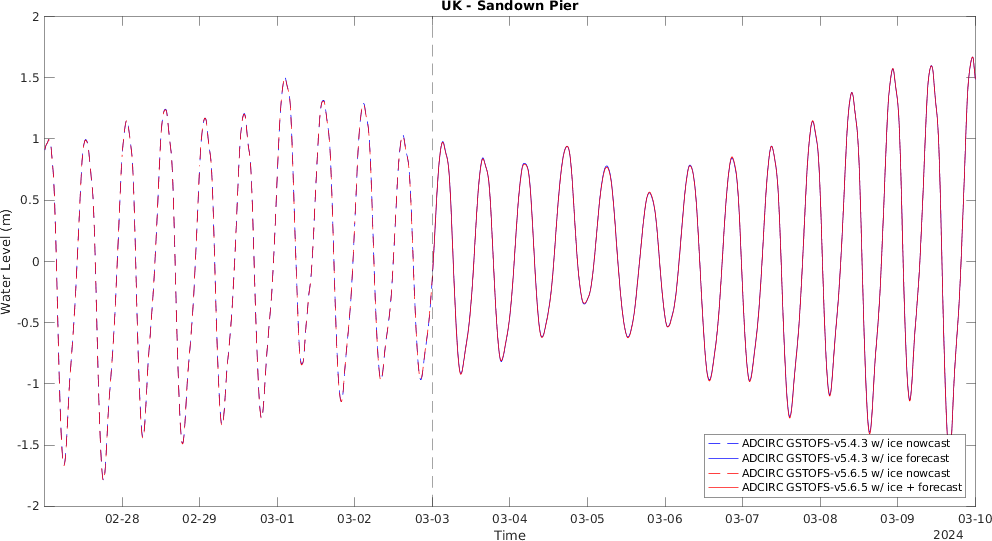 UK - Sandown Pier
Water Level (m)
2
1.5
1
0.5
0
-0.5
-1
-1.5
-2
ADCIRC GSTOFS-v5.4.3 w/ ice nowcast
ADCIRC GSTOFS-v5.4.3 w/ ice forecast
ADCIRC GSTOFS-v5.6.5 w/ ice nowcast
ADCIRC GSTOFS-v5.6.5 w/ ice + forecast
02-28 02-29 03-01 03-02 03-03 03-04 03-05 03-06 03-07 03-08 03-09 03-10
Time
2024